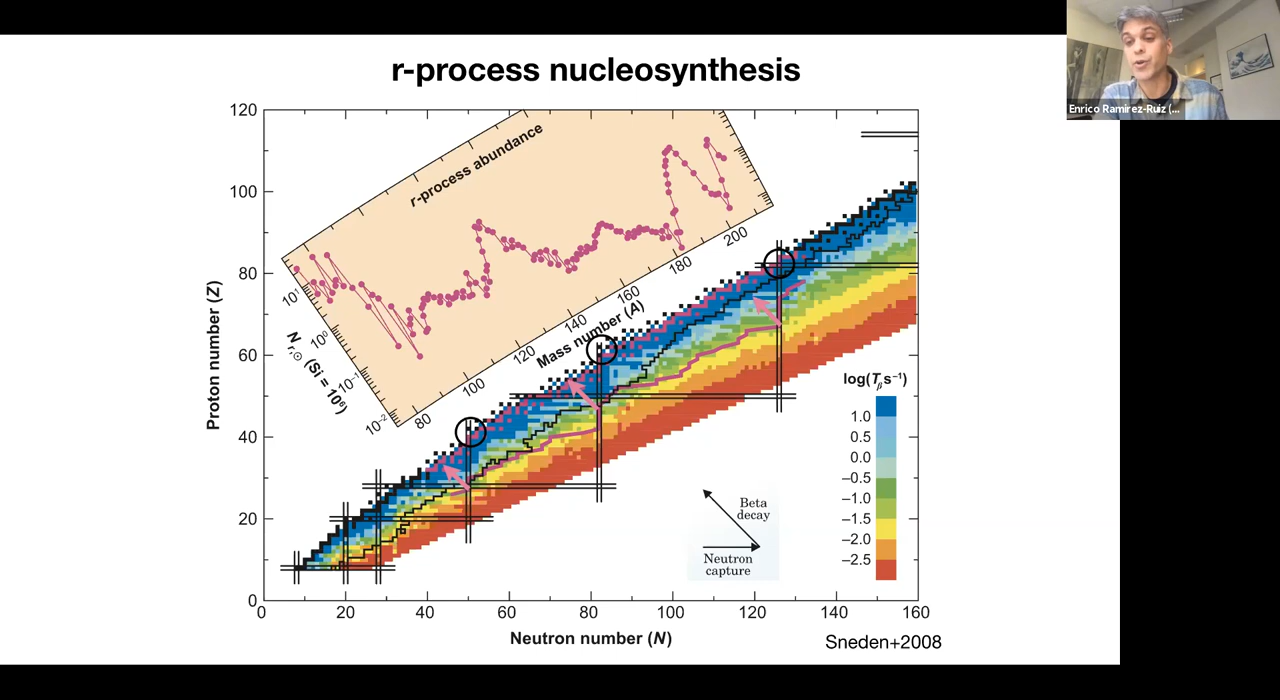 r-process nucleosynthesis
Enrico Ramirez-Ruiz (...
120
100
80
60
40
20
0
Proton number (Z)
r-process abundance
10¹
10⁰
10⁻¹
10⁻²
N r,⊙ (Si = 10⁶)
80
100
120
140
160
180
200
Mass number (A)
log(Tβs⁻¹)
1.0
0.5
0.0
−0.5
−1.0
−1.5
−2.0
−2.5
Beta
decay
Neutron
capture
0
20
40
60
80
100
120
140
160
Neutron number (N)
Sneden+2008